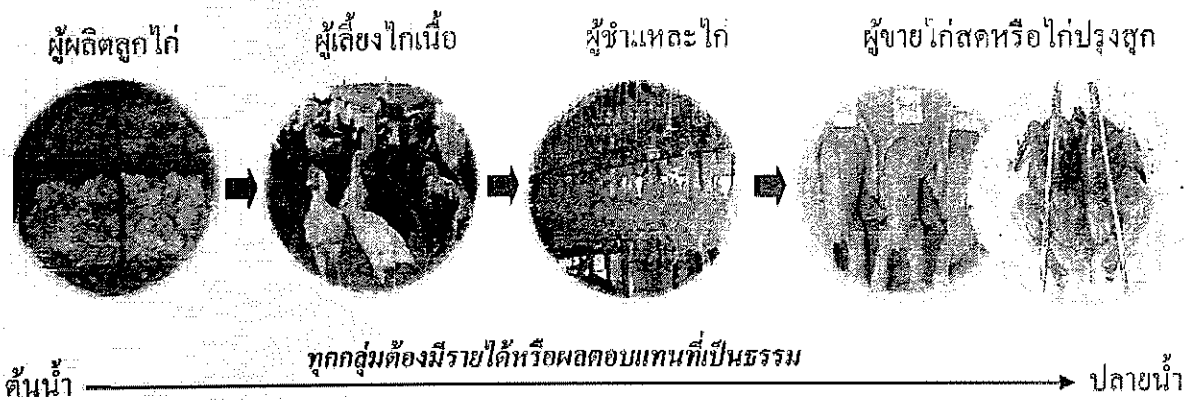 ผู้ผลิตลูกไก่ ผู้เลี้ยงไก่เนื้อ ผู้ชำแหละไก่ ผู้ขายไก่สดหรือไก่ปรุงสุก
ทุกกลุ่มต้องมีรายได้หรือผลตอบแทนที่เป็นธรรม
ต้นน้ำ ปลายน้ำ